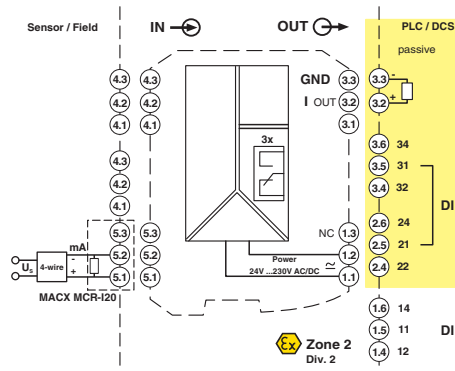 Sensor / Field IN OUT PLC / DCS
passive
4.3 4.3 GND 3.3 3.3 -
4.2 4.2 I OUT 3.2 3.2 +
4.1 4.1 3.1
3x
3.6 34
4.3 3.5 31
4.2 3.4 32 DI
4.1
2.6 24
5.3 5.3 NC 1.3 2.5 21
mA
Us 4-wire - 5.2 5.2 Power 1.2 2.4 22
+ 5.1 5.1 24V ...230V AC/DC 1.1
MACX MCR-I20
1.6 14
εx Zone 2 1.5 11 DI
Div. 2 1.4 12